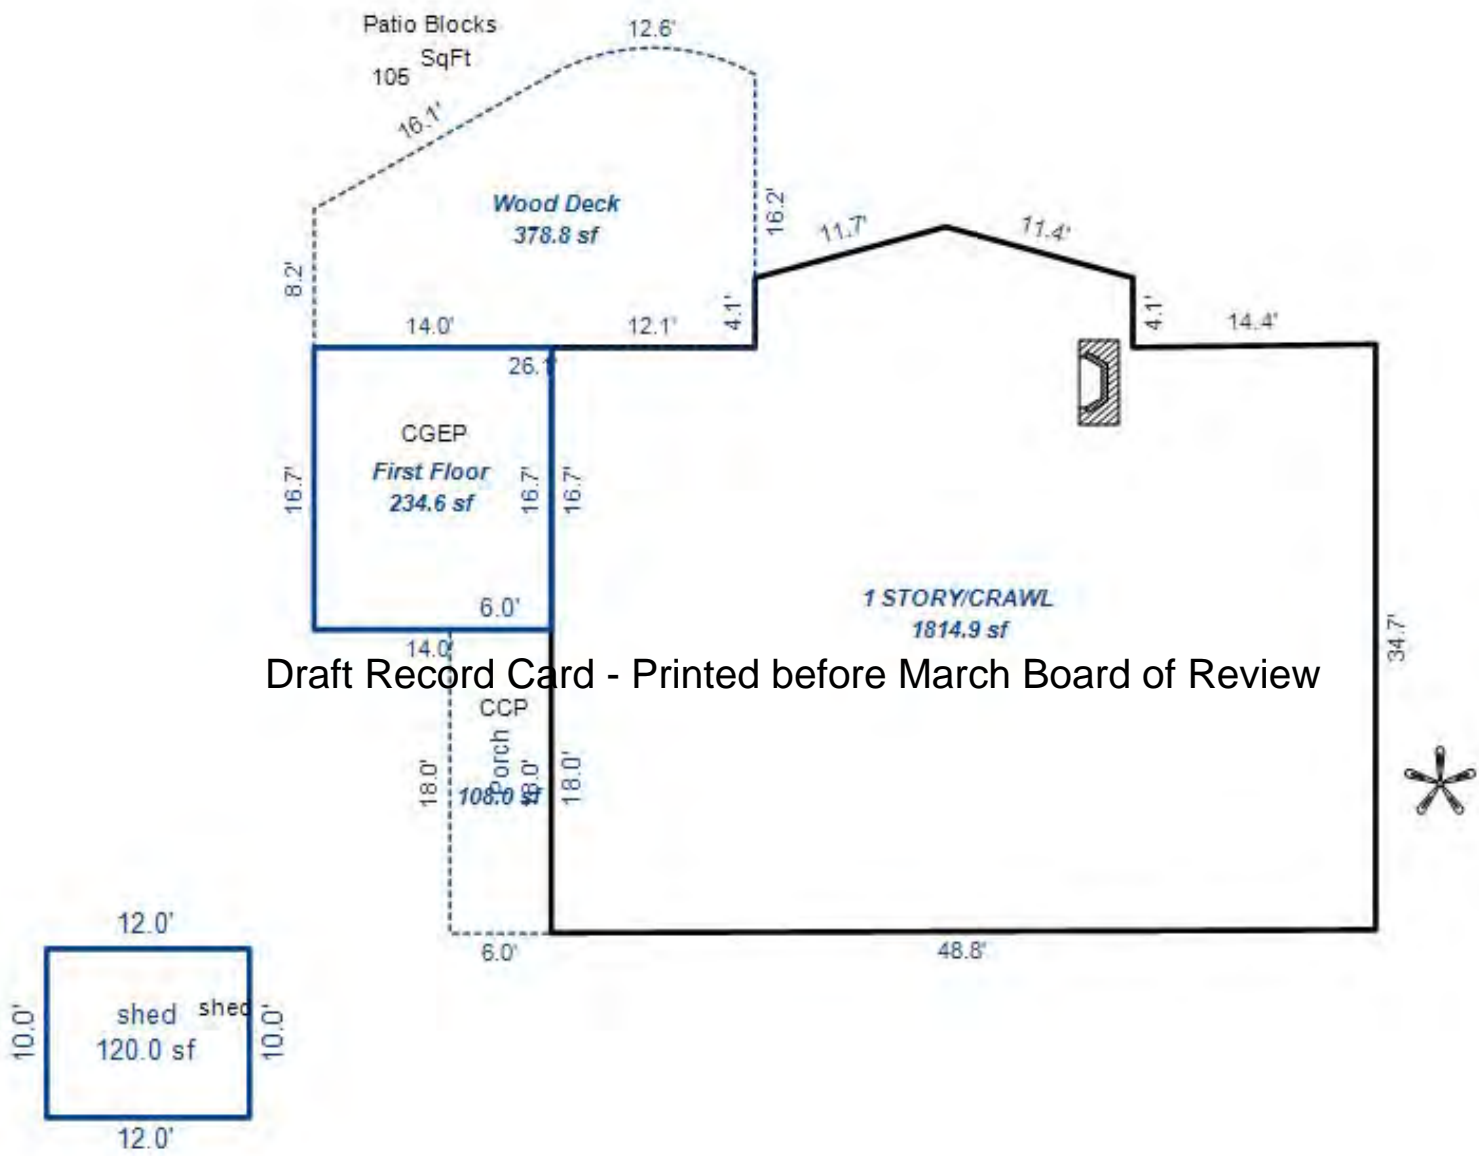 Patio Blocks
SqFt
105
12.6'
16.1'
Wood Deck
378.8 sf
16.2'
8.2'
11.7'
11.4'
14.0'
12.1'
4.1'
4.1'
14.4'
26.1'
CGEP
First Floor
234.6 sf
16.7'
16.7'
16.7'
6.0'
14.0'
1 STORY/CRAWL
1814.9 sf
34.7'
Draft Record Card - Printed before March Board of Review
CCP
Porch
108.0 sf
18.0'
18.0'
18.0'
6.0'
48.8'
12.0'
10.0'
shed
shed
120.0 sf
10.0'
12.0'